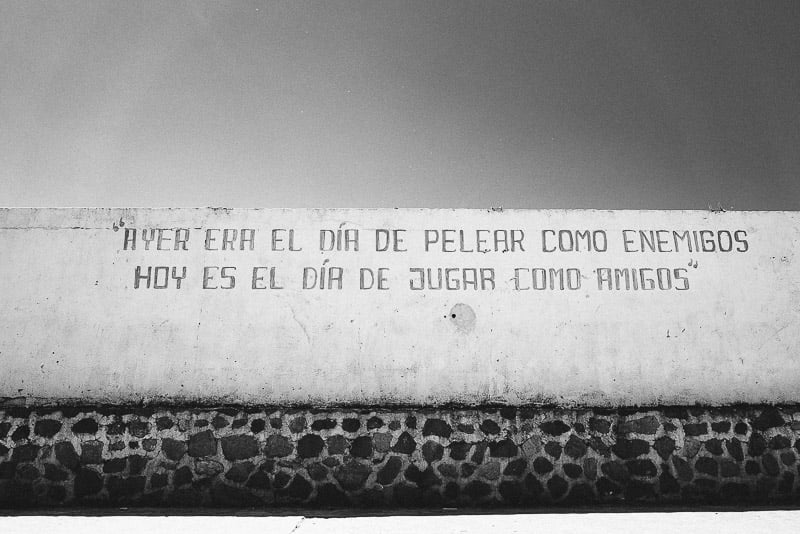 "AYER ERA EL DÍA DE PELEAR COMO ENEMIGOS
HOY ES EL DÍA DE JUGAR COMO AMIGOS"